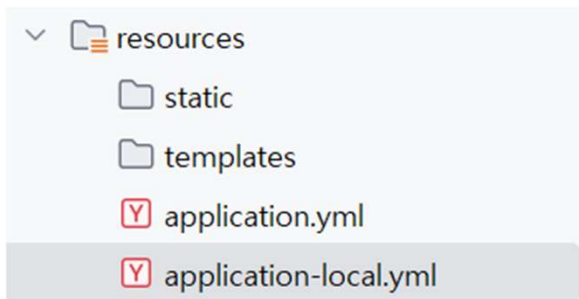 resources
static
templates
application.yml
application-local.yml